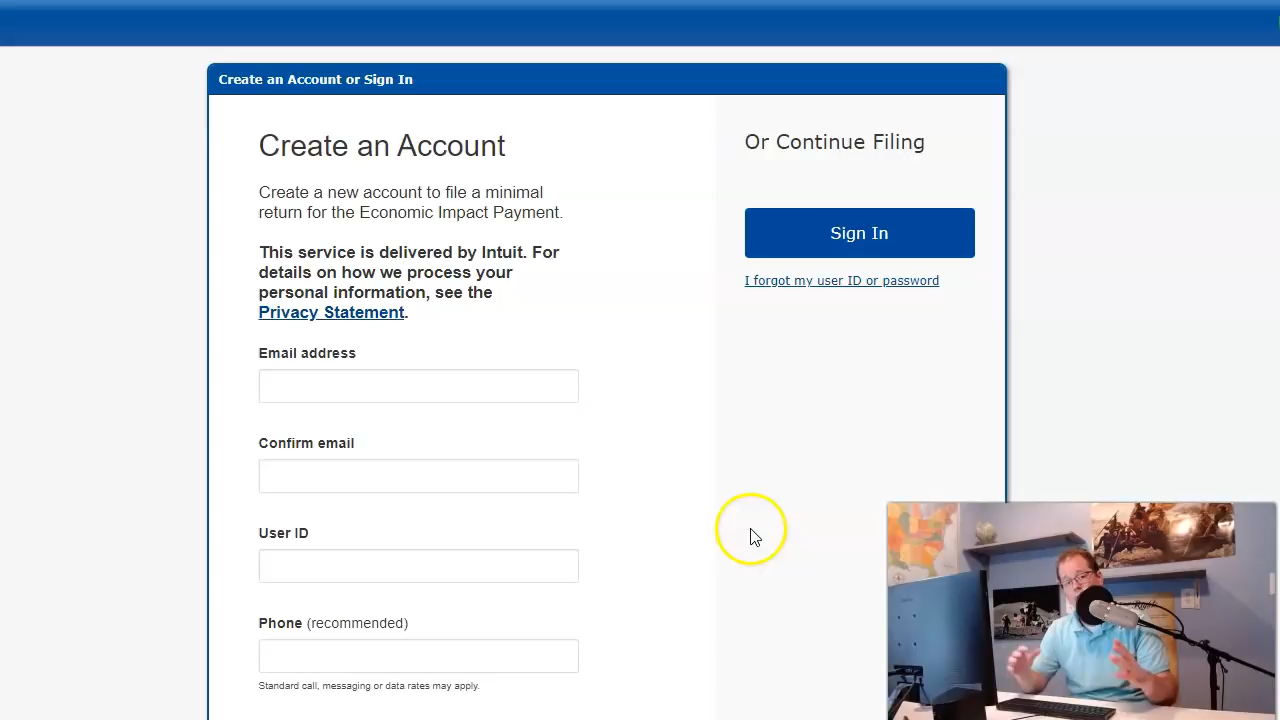 Create an Account or Sign In
Create an Account
Create a new account to file a minimal
return for the Economic Impact Payment.
This service is delivered by Intuit. For
details on how we process your
personal information, see the
Privacy Statement.
Email address
Confirm email
User ID
Phone (recommended)
Standard call, messaging or data rates may apply.
Or Continue Filing
Sign In
I forgot my user ID or password